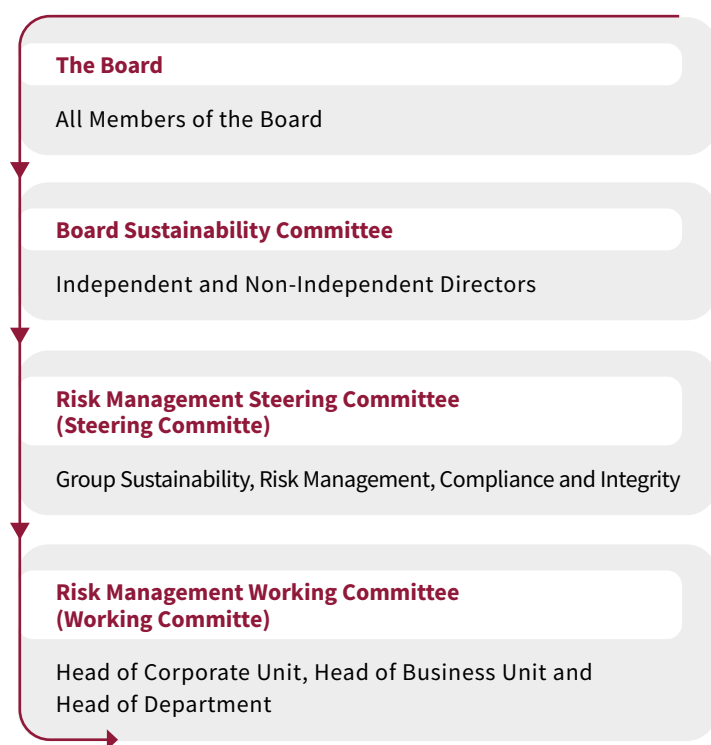 The Board
All Members of the Board
Board Sustainability Committee
Independent and Non-Independent Directors
Risk Management Steering Committee
(Steering Committe)
Group Sustainability, Risk Management, Compliance and Integrity
Risk Management Working Committee
(Working Committe)
Head of Corporate Unit, Head of Business Unit and
Head of Department